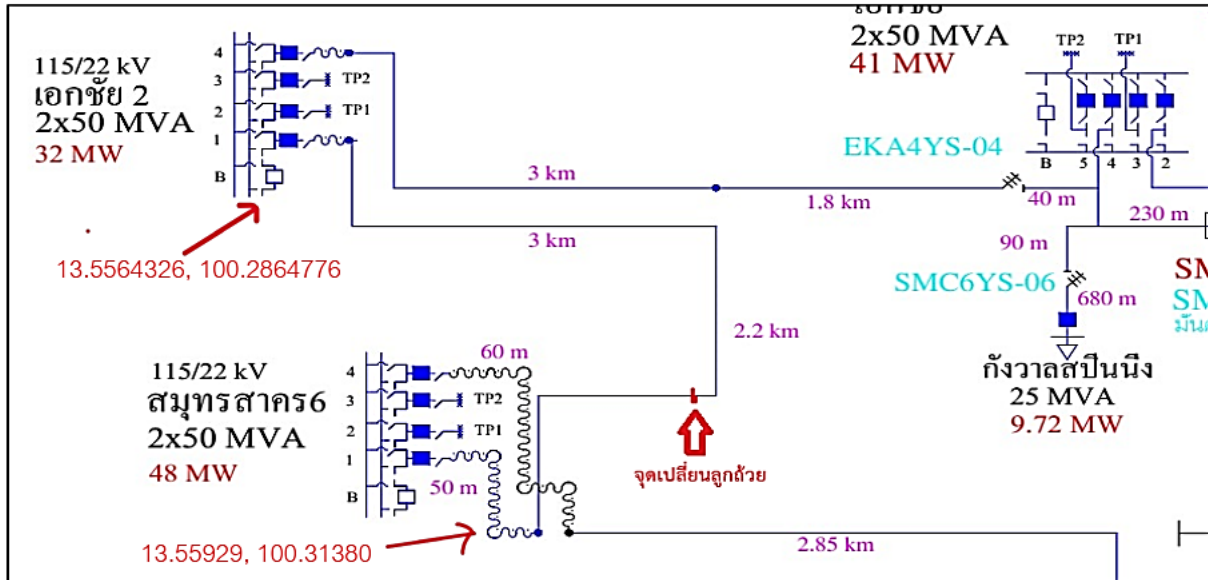 115/22 kV
เอกชัย 2
2x50 MVA
32 MW
4
3
2
1
B
TP2
TP1
13.5564326, 100.2864776
3 km
1.8 km
3 km
2.2 km
เอกชัย
2x50 MVA
41 MW
TP2
TP1
B
5
4
3
2
EKA4YS-04
40 m
230 m
90 m
SMC6YS-06
680 m
กังวาลสปินนิ่ง
25 MVA
9.72 MW
115/22 kV
สมุทรสาคร6
2x50 MVA
48 MW
4
3
2
1
B
TP2
TP1
60 m
50 m
จุดเปลี่ยนลูกถ้วย
13.55929, 100.31380
2.85 km